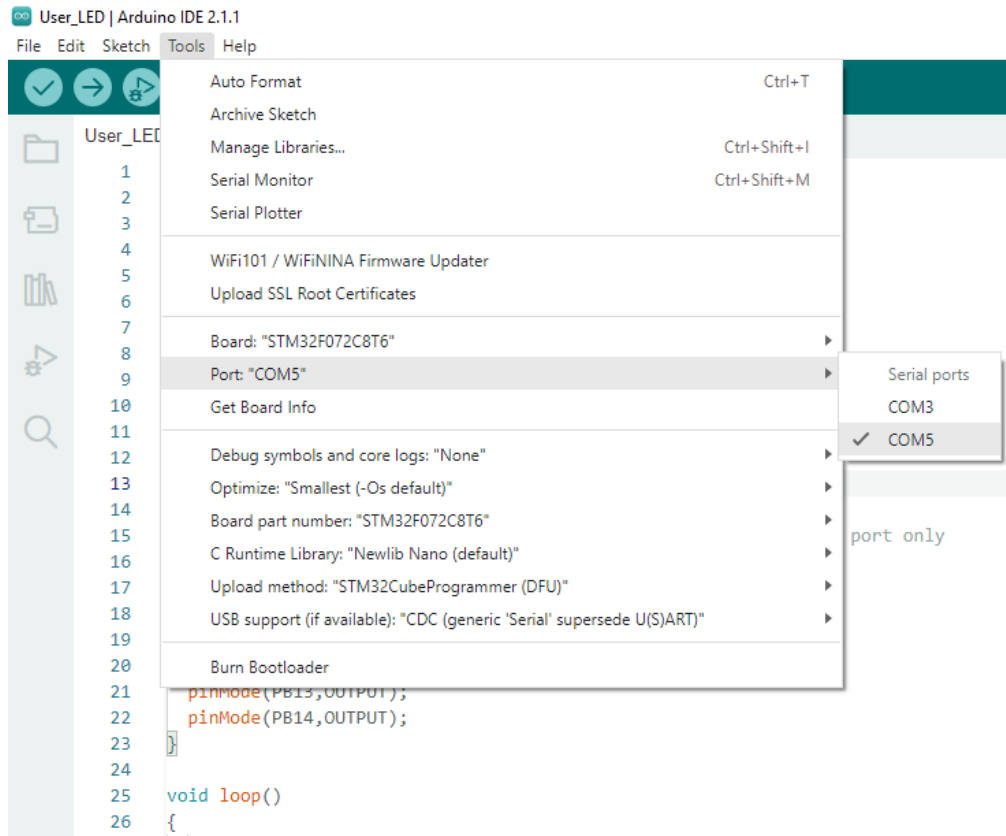 User_LED | Arduino IDE 2.1.1
File Edit Sketch Tools Help
Auto Format Ctrl+T
Archive Sketch
Manage Libraries... Ctrl+Shift+I
Serial Monitor Ctrl+Shift+M
Serial Plotter
WiFi101 / WiFiNINA Firmware Updater
Upload SSL Root Certificates
Board: "STM32F072C8T6"
Port: "COM5"
Get Board Info
Debug symbols and core logs: "None"
Optimize: "Smallest (-Os default)"
Board part number: "STM32F072C8T6"
C Runtime Library: "Newlib Nano (default)"
Upload method: "STM32CubeProgrammer (DFU)"
USB support (if available): "CDC (generic 'Serial' supersede U(S)ART)"
Burn Bootloader
Serial ports
COM3
COM5
User_LED
1
2
3
4
5
6
7
8
9
10
11
12
13
14
15 port only
16
17
18
19
20
21 pinMode(PB13,OUTPUT);
22 pinMode(PB14,OUTPUT);
23 }
24
25 void loop()
26 {